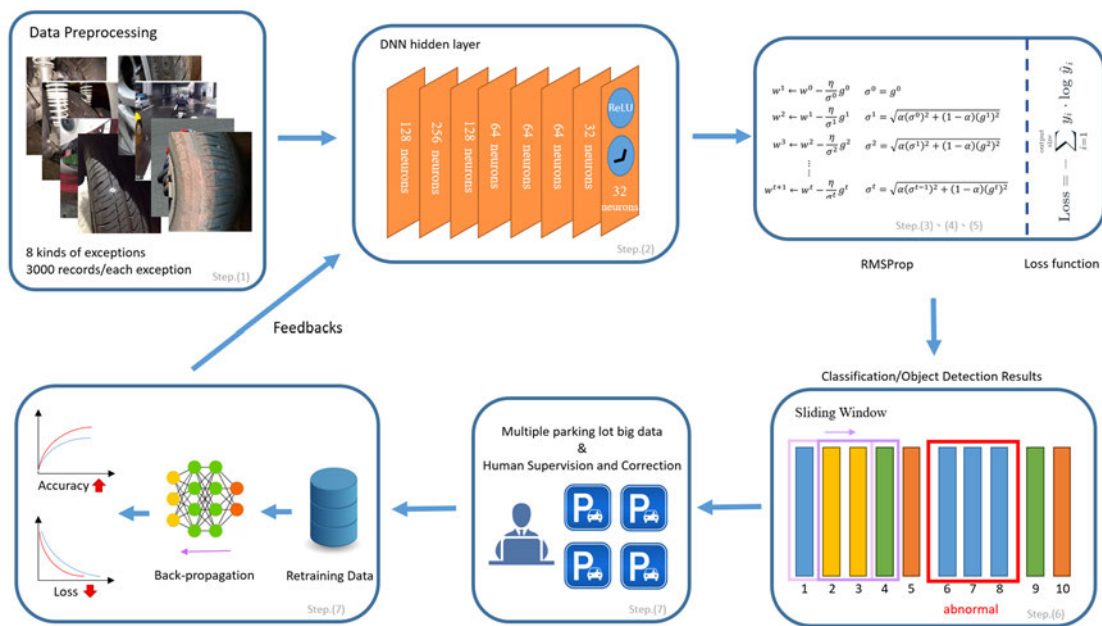 Data Preprocessing
8 kinds of exceptions
3000 records/each exception
Step.(1)
DNN hidden layer
128 neurons
256 neurons
128 neurons
64 neurons
64 neurons
64 neurons
32 neurons
ReLU
32
neurons
Step.(2)
w¹ ← w⁰ − η/σ⁰ g⁰ σ⁰ = g⁰
w² ← w¹ − η/σ¹ g¹ σ¹ = √(α(σ⁰)² + (1 − α)(g¹)²)
w³ ← w² − η/σ² g² σ² = √(α(σ¹)² + (1 − α)(g²)²)
......
wᵗ⁺¹ ← wᵗ − η/σᵗ gᵗ σᵗ = √(α(σᵗ⁻¹)² + (1 − α)(gᵗ)²)
Step.(3)、(4)、(5)
Loss = − ∑ᵢ₌₁^(output size) yᵢ · log ŷᵢ
RMSProp
Loss function
Feedbacks
Classification/Object Detection Results
Sliding Window
1 2 3 4 5 6 7 8 9 10
abnormal
Step.(6)
Multiple parking lot big data
&
Human Supervision and Correction
P P
P P
Step.(7)
Accuracy
Loss
Back-propagation
Retraining Data
Step.(7)